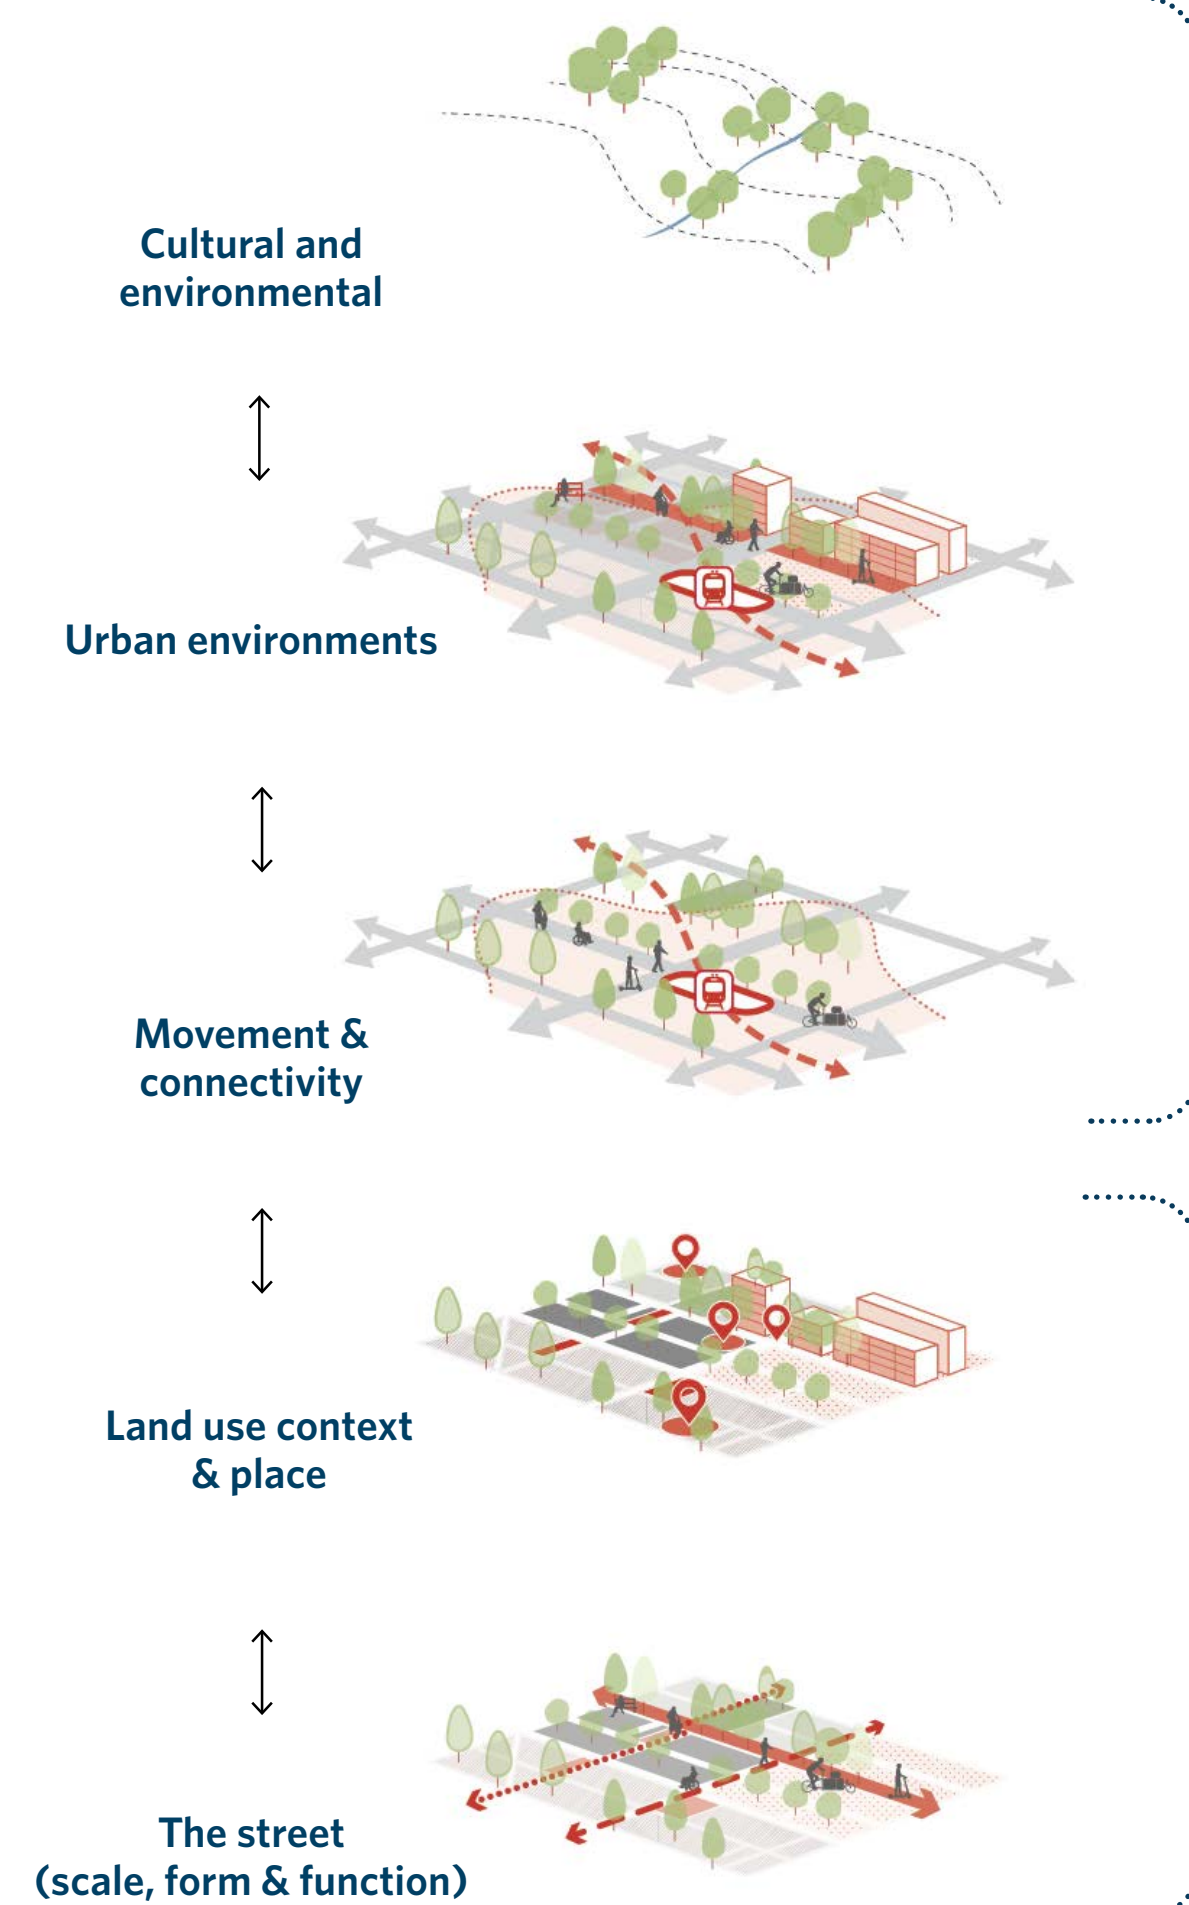 Cultural and
environmental
Urban environments
Movement &
connectivity
Land use context
& place
The street
(scale, form & function)